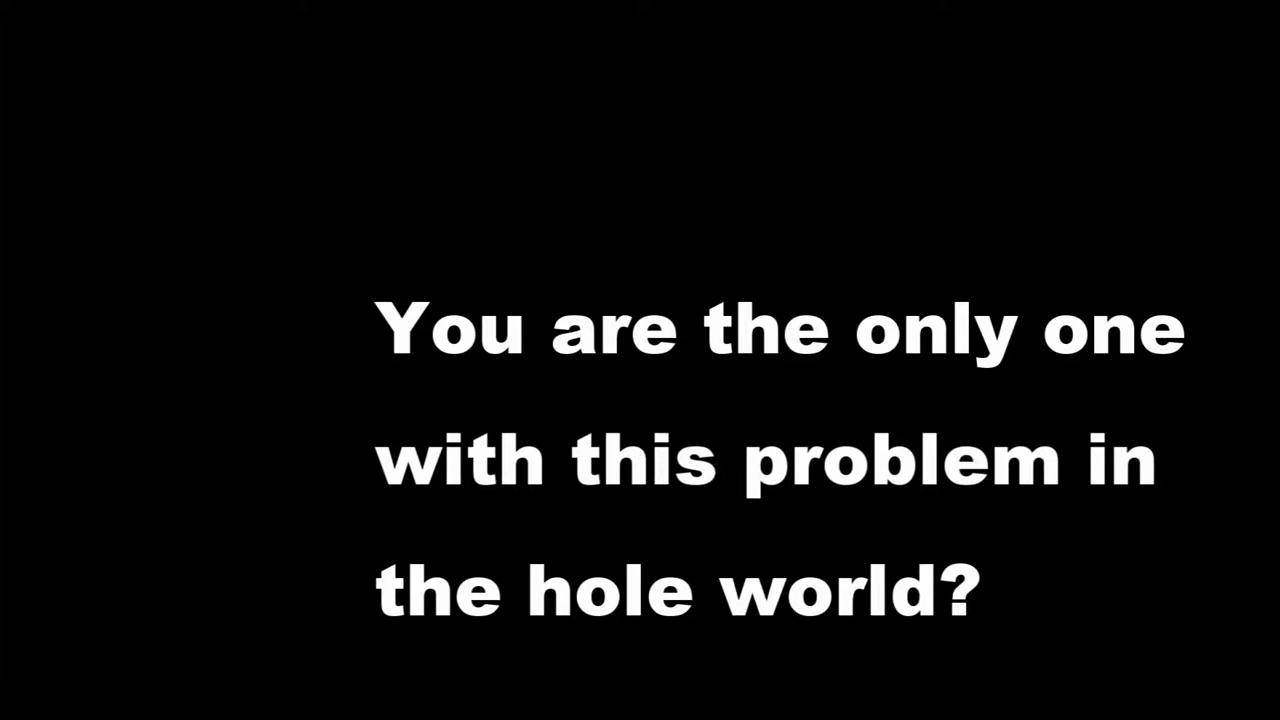 You are the only one
with this problem in
the hole world?